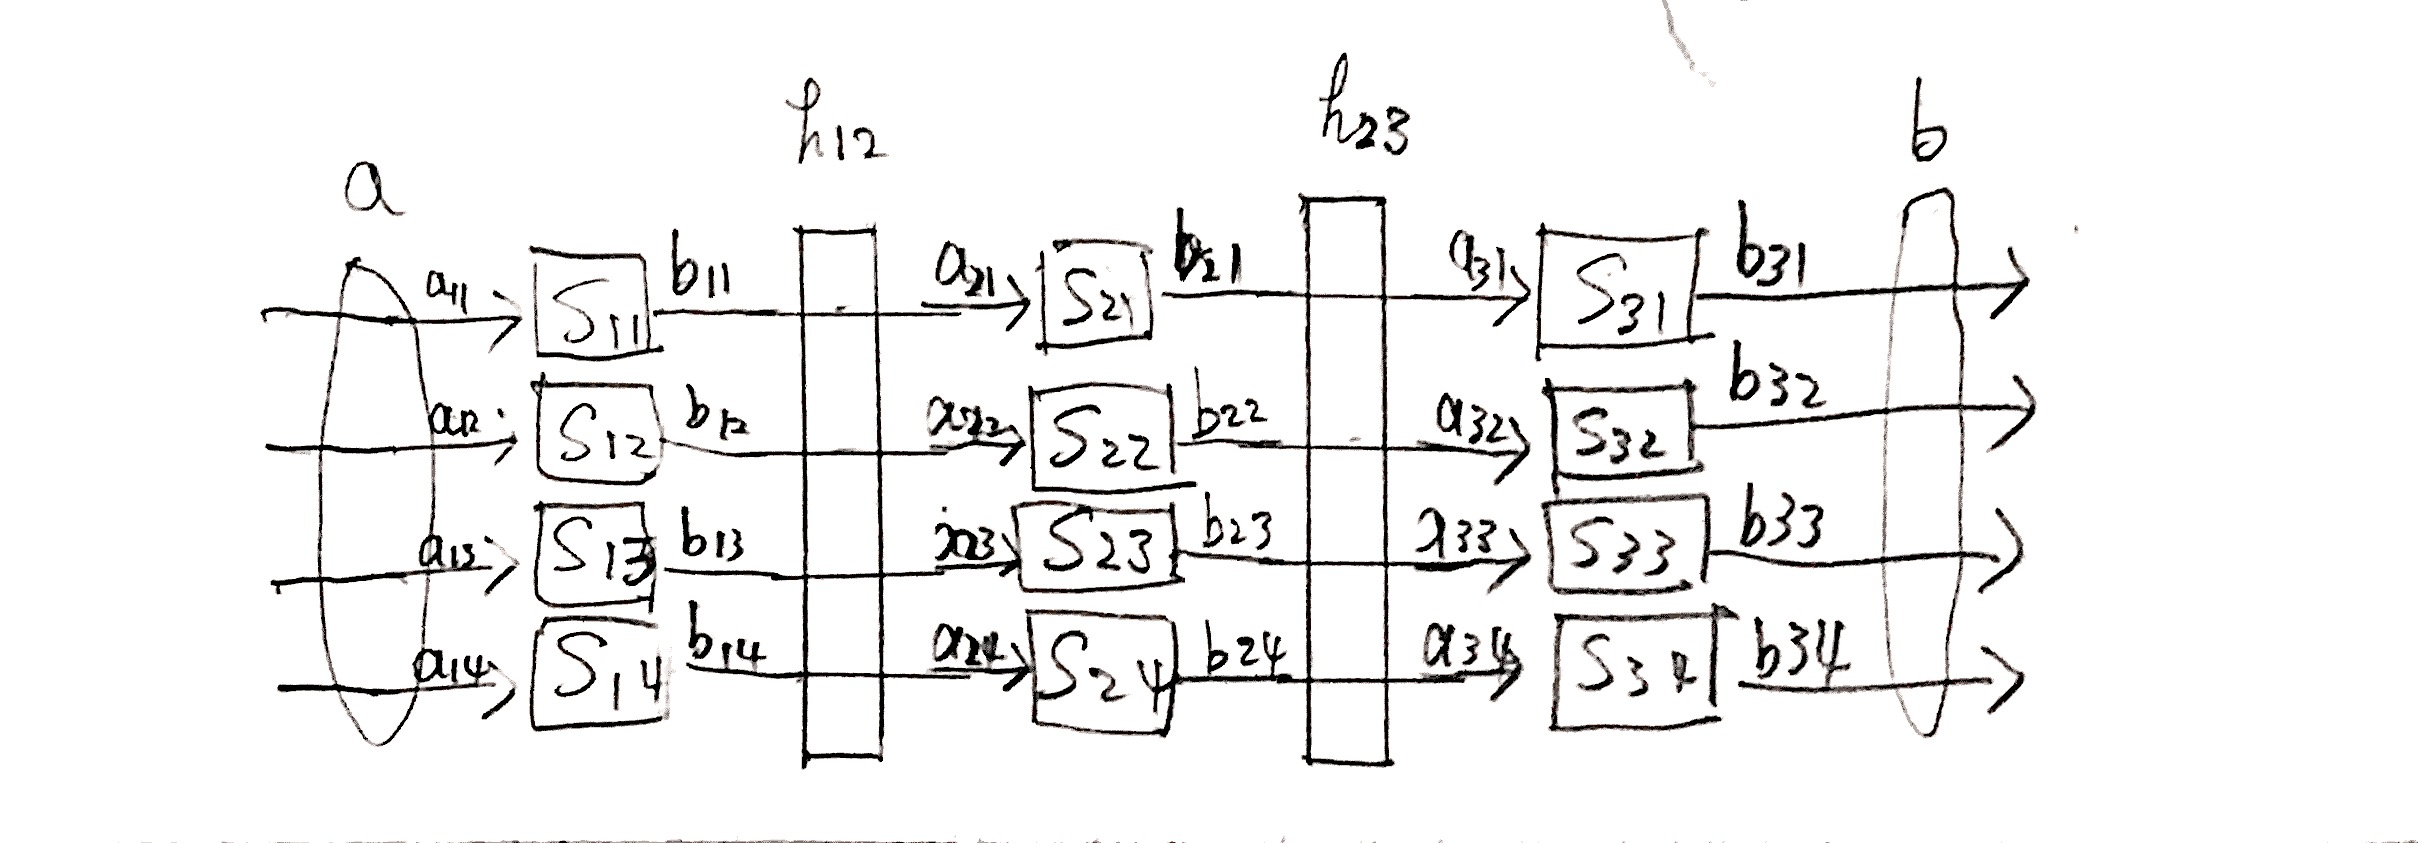 a h12 h23 b
a11 S11 b11 a21 S21 b21 a31 S31 b31
a12 S12 b12 a22 S22 b22 a32 S32 b32
a13 S13 b13 a23 S23 b23 a33 S33 b33
a14 S14 b14 a24 S24 b24 a34 S34 b34